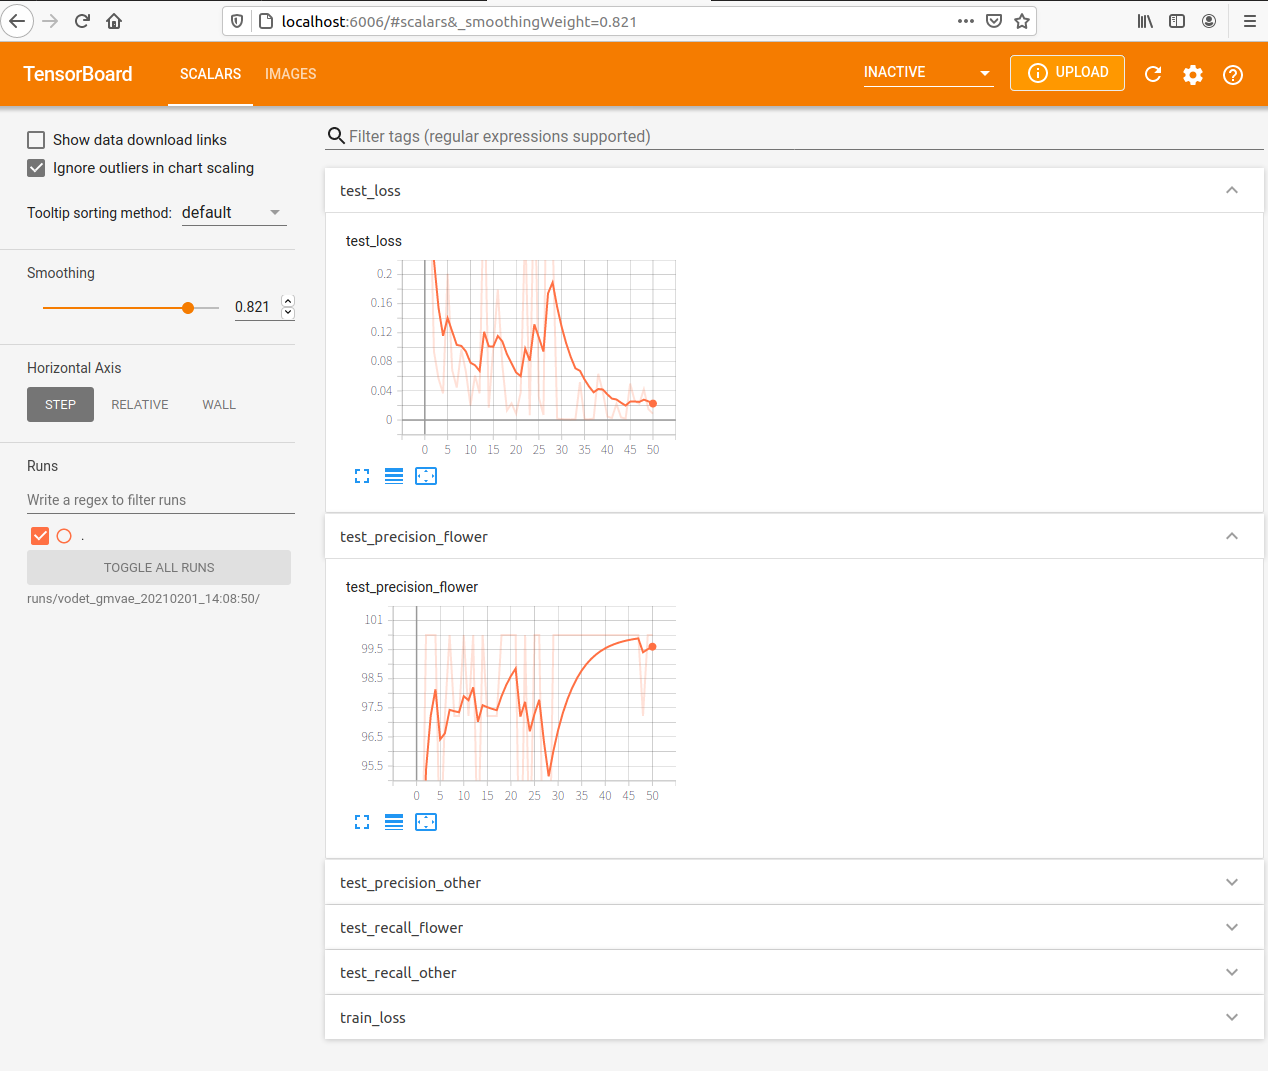 localhost:6006/#scalars&_smoothingWeight=0.821
TensorBoard
SCALARS
IMAGES
INACTIVE
UPLOAD
Show data download links
Ignore outliers in chart scaling
Tooltip sorting method: default
Smoothing
0.821
Horizontal Axis
STEP
RELATIVE
WALL
Runs
Write a regex to filter runs
.
TOGGLE ALL RUNS
runs/vodet_gmvae_20210201_14:08:50/
Filter tags (regular expressions supported)
test_loss
test_loss
0.2
0.16
0.12
0.08
0.04
0
0 5 10 15 20 25 30 35 40 45 50
test_precision_flower
test_precision_flower
101
99.5
98.5
97.5
96.5
95.5
0 5 10 15 20 25 30 35 40 45 50
test_precision_other
test_recall_flower
test_recall_other
train_loss